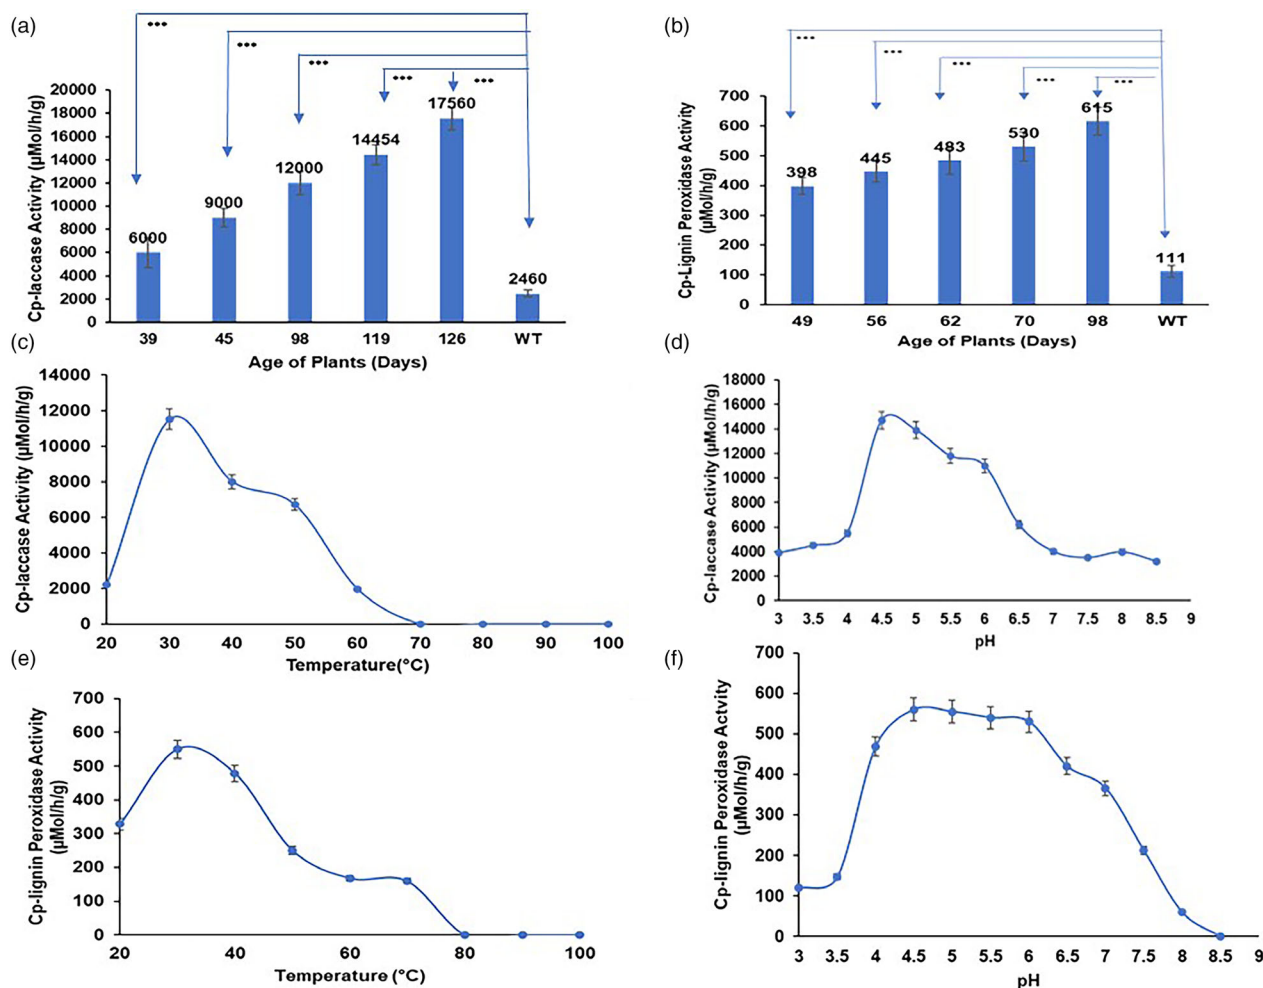 (a)
•••
•••
•••
•••
•••
Cp-laccase Activity (µMol/h/g)
20000
18000
16000
14000
12000
10000
8000
6000
4000
2000
0
6000
9000
12000
14454
17560
2460
39 45 98 119 126 WT
Age of Plants (Days)
(b)
•••
•••
•••
•••
•••
Cp-Lignin Peroxidase Activity
(µMol/h/g)
700
600
500
400
300
200
100
0
398
445
483
530
615
111
49 56 62 70 98 WT
Age of Plants (Days)
(c)
Cp-laccase Activity (µMol/h/g)
14000
12000
10000
8000
6000
4000
2000
0
20 30 40 50 60 70 80 90 100
Temperature(°C)
(d)
Cp-laccase Activity (µMol/h/g)
18000
16000
14000
12000
10000
8000
6000
4000
2000
0
3 3.5 4 4.5 5 5.5 6 6.5 7 7.5 8 8.5 9
pH
(e)
Cp-lignin Peroxidase Activity
(µMol/h/g)
700
600
500
400
300
200
100
0
20 40 60 80 100
Temperature (°C)
(f)
Cp-lignin Peroxidase Actvity
(µMol/h/g)
700
600
500
400
300
200
100
0
3 3.5 4 4.5 5 5.5 6 6.5 7 7.5 8 8.5 9
pH